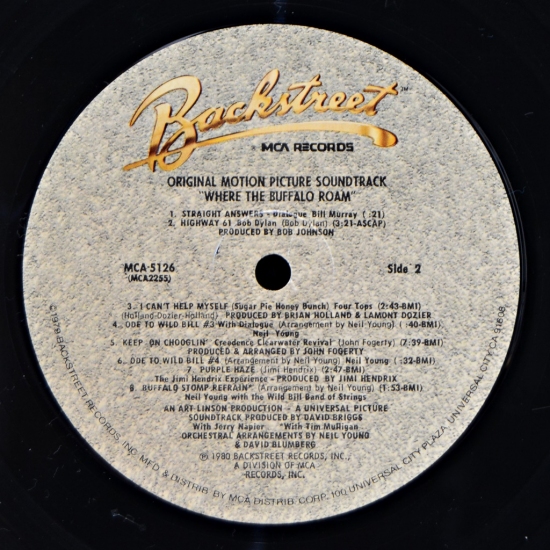 Backstreet™
MCA RECORDS
ORIGINAL MOTION PICTURE SOUNDTRACK
"WHERE THE BUFFALO ROAM"
1. STRAIGHT ANSWERS - Dialogue Bill Murray (:21)
2. HIGHWAY 61 Bob Dylan (Bob Dylan) (3:21-ASCAP)
PRODUCED BY BOB JOHNSON
MCA-5126
(MCA2255)
Side 2
3. I CAN'T HELP MYSELF (Sugar Pie Honey Bunch) Four Tops (2:43-BMI)
(Holland-Dozier-Holland) PRODUCED BY BRIAN HOLLAND & LAMONT DOZIER
4. ODE TO WILD BILL #3 With Dialogue (Arrangement by Neil Young) (:40-BMI)
Neil Young
5. KEEP ON CHOOGLIN' Creedence Clearwater Revival (John Fogerty) (7:39-BMI)
PRODUCED & ARRANGED BY JOHN FOGERTY
6. ODE TO WILD BILL #4 (Arrangement by Neil Young) Neil Young (:32-BMI)
7. PURPLE HAZE (Jimi Hendrix) (2:47-BMI)
The Jimi Hendrix Experience - PRODUCED BY JIMI HENDRIX
8. BUFFALO STOMP REFRAIN* (Arrangement by Neil Young) (1:53-BMI)
Neil Young with the Wild Bill Band of Strings
AN ART LINSON PRODUCTION - A UNIVERSAL PICTURE
SOUNDTRACK PRODUCED BY DAVID BRIGGS
With Jerry Napier *With Tim Mulligan
ORCHESTRAL ARRANGEMENTS BY NEIL YOUNG
& DAVID BLUMBERG
Ⓟ 1980 BACKSTREET RECORDS, INC.,
A DIVISION OF MCA
RECORDS, INC.
© 1979 BACKSTREET RECORDS, INC. MFD & DISTRIB. BY MCA DISTRIB. CORP. 100 UNIVERSAL CITY PLAZA, UNIVERSAL CITY, CA 91608